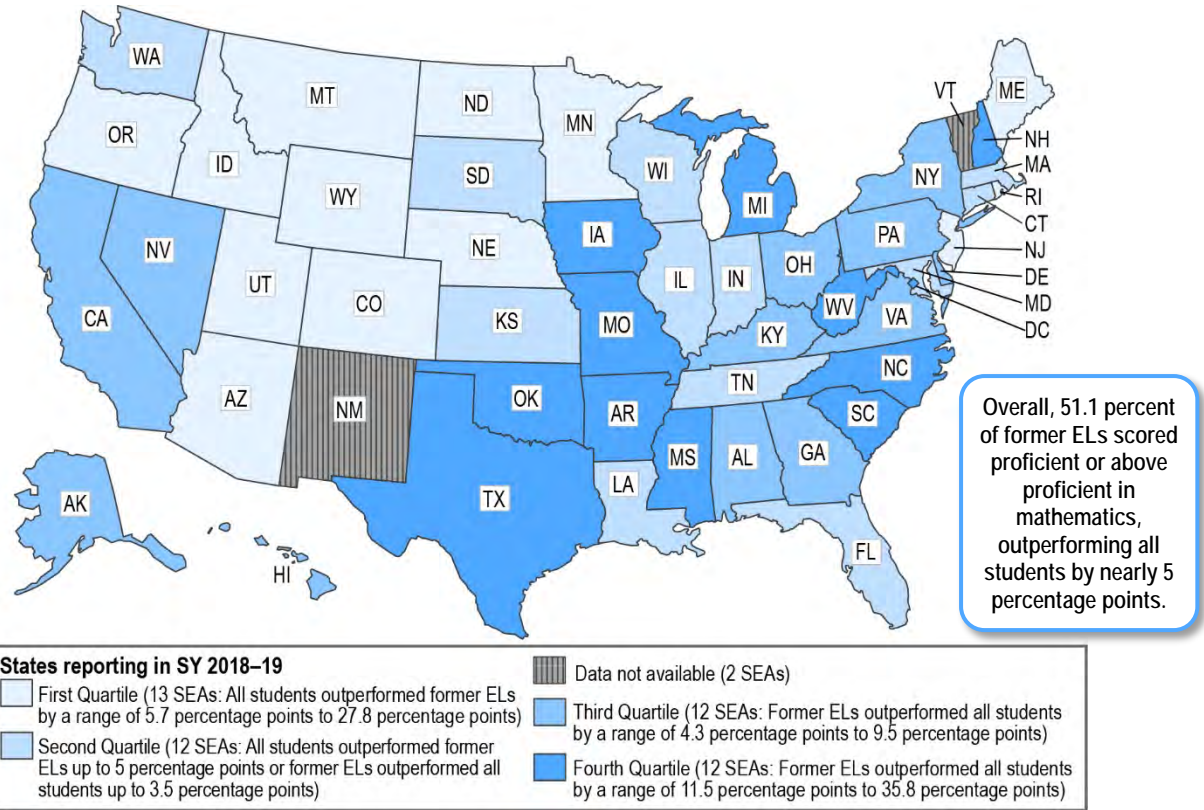 WA
MT
ND
MN
VT
ME
OR
ID
SD
WI
NY
NH
MA
WY
MI
RI
CT
NE
IA
PA
NJ
NV
UT
CO
IL
IN
OH
DE
MD
DC
CA
KS
MO
WV
VA
KY
AZ
NM
OK
AR
TN
NC
SC
MS
AL
GA
TX
LA
AK
HI
FL
Overall, 51.1 percent
of former ELs scored
proficient or above
proficient in
mathematics,
outperforming all
students by nearly 5
percentage points.
States reporting in SY 2018–19
First Quartile (13 SEAs: All students outperformed former ELs
by a range of 5.7 percentage points to 27.8 percentage points)
Second Quartile (12 SEAs: All students outperformed former
ELs up to 5 percentage points or former ELs outperformed all
students up to 3.5 percentage points)
Data not available (2 SEAs)
Third Quartile (12 SEAs: Former ELs outperformed all students
by a range of 4.3 percentage points to 9.5 percentage points)
Fourth Quartile (12 SEAs: Former ELs outperformed all students
by a range of 11.5 percentage points to 35.8 percentage points)